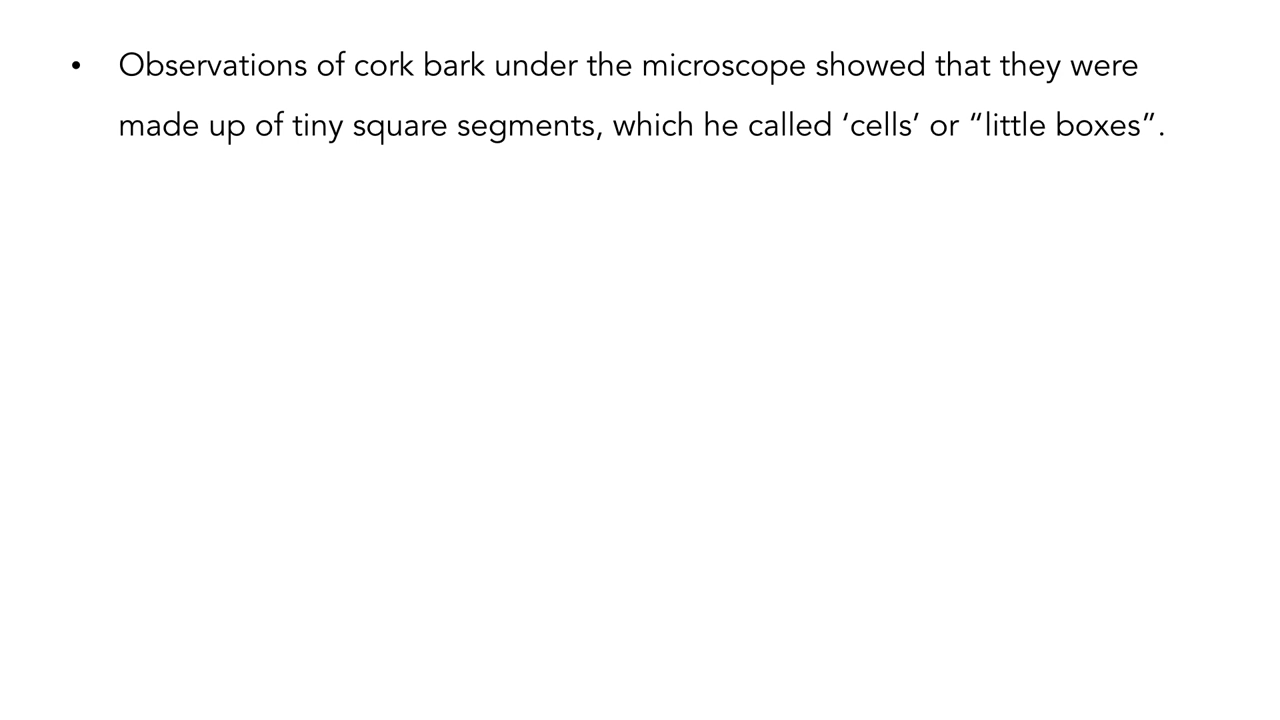 • Observations of cork bark under the microscope showed that they were
made up of tiny square segments, which he called ‘cells’ or “little boxes”.